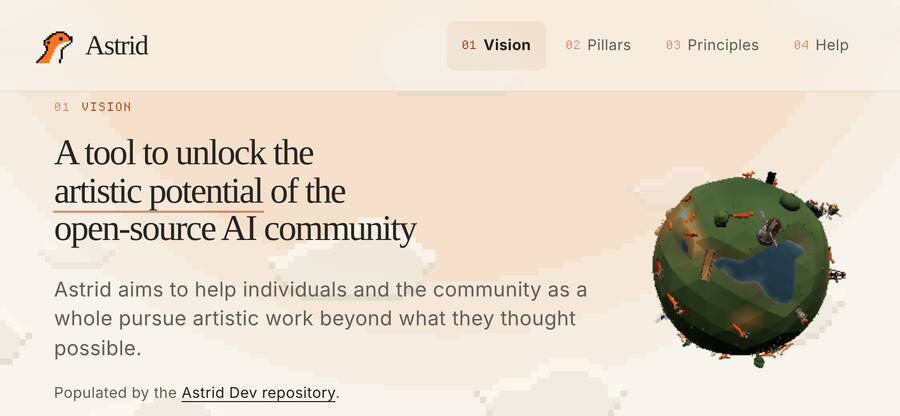 Astrid
01 Vision
02 Pillars
03 Principles
04 Help
01 VISION
A tool to unlock the
artistic potential of the
open-source AI community
Astrid aims to help individuals and the community as a
whole pursue artistic work beyond what they thought
possible.
Populated by the Astrid Dev repository.